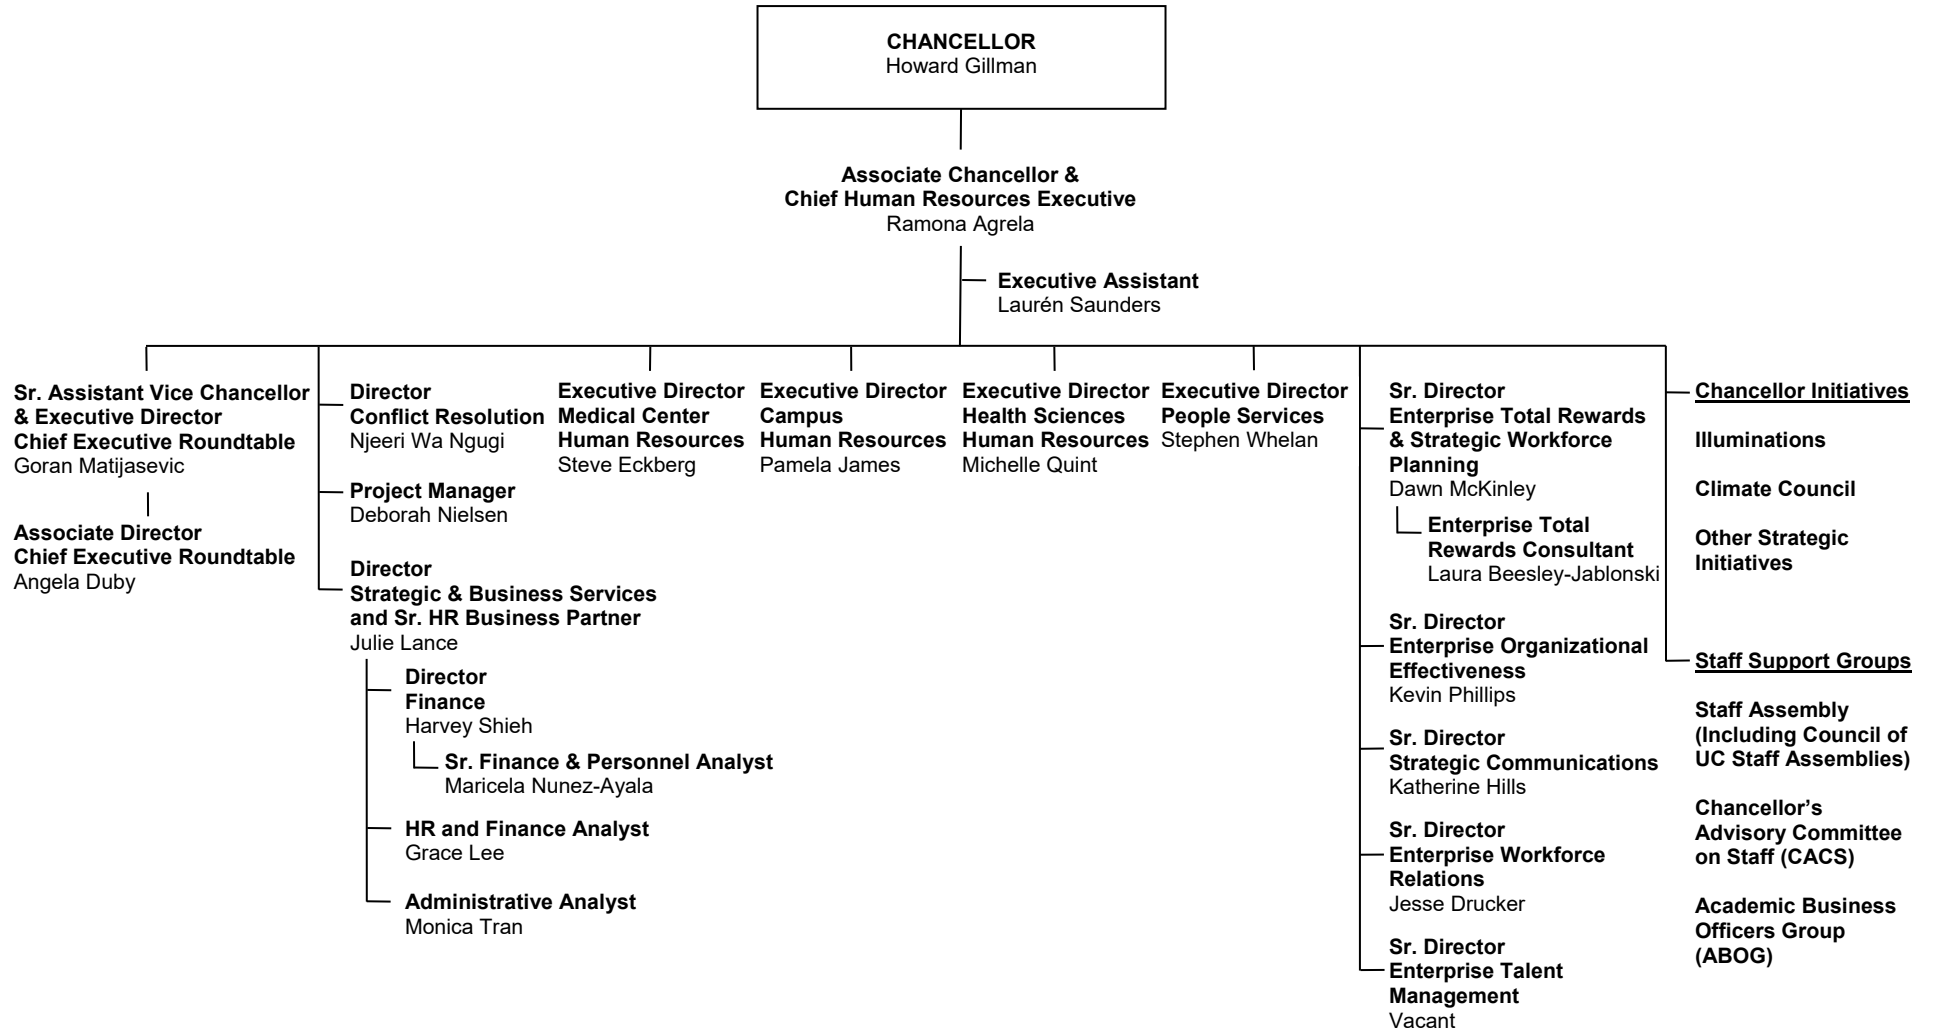 CHANCELLOR
Howard Gillman
Associate Chancellor &
Chief Human Resources Executive
Ramona Agrela
Executive Assistant
Laurén Saunders
Sr. Assistant Vice Chancellor
& Executive Director
Chief Executive Roundtable
Goran Matijasevic
Associate Director
Chief Executive Roundtable
Angela Duby
Director
Conflict Resolution
Njeeri Wa Ngugi
Project Manager
Deborah Nielsen
Director
Strategic & Business Services
and Sr. HR Business Partner
Julie Lance
Director
Finance
Harvey Shieh
Sr. Finance & Personnel Analyst
Maricela Nunez-Ayala
HR and Finance Analyst
Grace Lee
Administrative Analyst
Monica Tran
Executive Director
Medical Center
Human Resources
Steve Eckberg
Executive Director
Campus
Human Resources
Pamela James
Executive Director
Health Sciences
Human Resources
Michelle Quint
Executive Director
People Services
Stephen Whelan
Sr. Director
Enterprise Total Rewards
& Strategic Workforce
Planning
Dawn McKinley
Enterprise Total
Rewards Consultant
Laura Beesley-Jablonski
Sr. Director
Enterprise Organizational
Effectiveness
Kevin Phillips
Sr. Director
Strategic Communications
Katherine Hills
Sr. Director
Enterprise Workforce
Relations
Jesse Drucker
Sr. Director
Enterprise Talent
Management
Vacant
Chancellor Initiatives
Illuminations
Climate Council
Other Strategic
Initiatives
Staff Support Groups
Staff Assembly
(Including Council of
UC Staff Assemblies)
Chancellor’s
Advisory Committee
on Staff (CACS)
Academic Business
Officers Group
(ABOG)